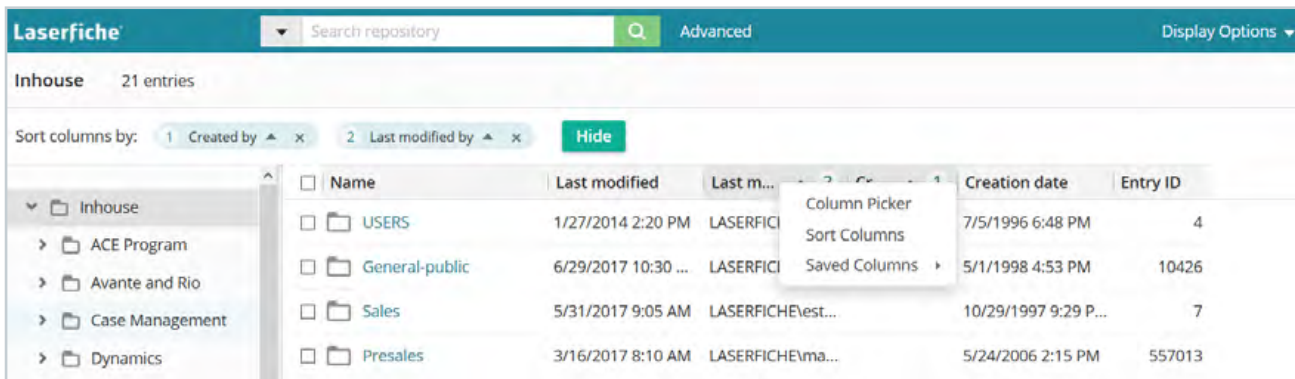 Laserfiche Search repository Advanced Display Options
Inhouse 21 entries
Sort columns by: 1 Created by x 2 Last modified by x Hide
Name Last modified Last m... 2 Cr... 1 Creation date Entry ID
Inhouse
ACE Program
Avante and Rio
Case Management
Dynamics
USERS 1/27/2014 2:20 PM LASERFICI 7/5/1996 6:48 PM 4
General-public 6/29/2017 10:30 ... LASERFICI 5/1/1998 4:53 PM 10426
Sales 5/31/2017 9:05 AM LASERFICHE\est... 10/29/1997 9:29 P... 7
Presales 3/16/2017 8:10 AM LASERFICHE\ma... 5/24/2006 2:15 PM 557013
Column Picker
Sort Columns
Saved Columns